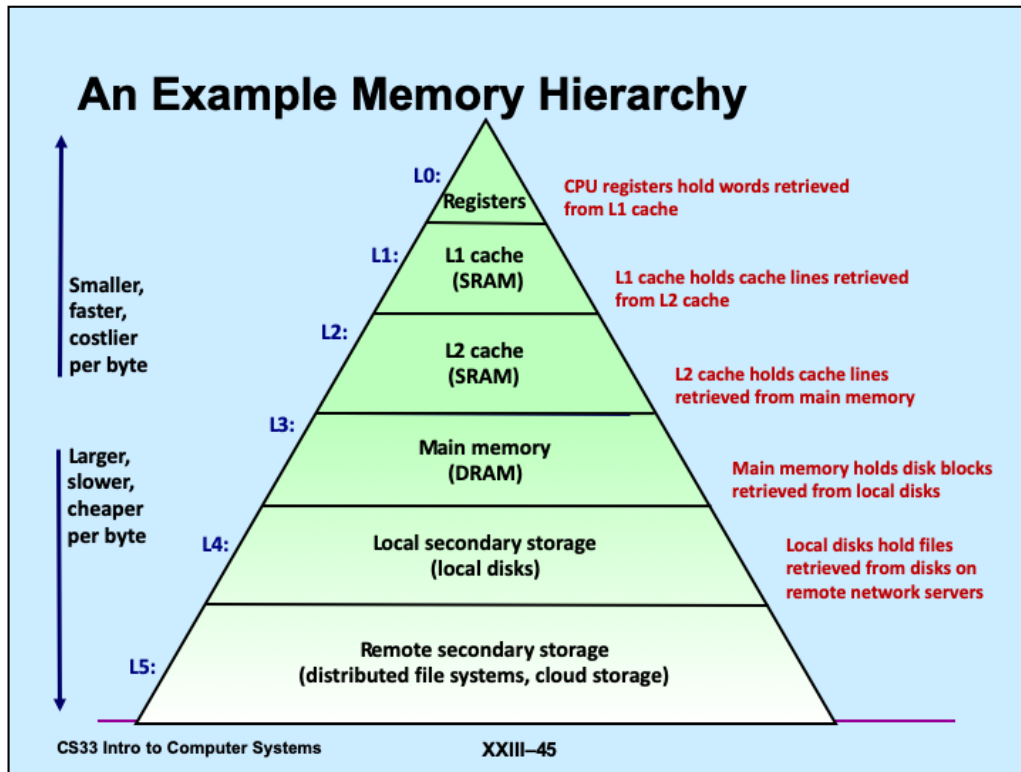 An Example Memory Hierarchy
L0:
Registers
CPU registers hold words retrieved
from L1 cache
L1:
L1 cache
(SRAM)
L1 cache holds cache lines retrieved
from L2 cache
Smaller,
faster,
costlier
per byte
L2:
L2 cache
(SRAM)
L2 cache holds cache lines
retrieved from main memory
L3:
Main memory
(DRAM)
Main memory holds disk blocks
retrieved from local disks
Larger,
slower,
cheaper
per byte
L4:
Local secondary storage
(local disks)
Local disks hold files
retrieved from disks on
remote network servers
L5:
Remote secondary storage
(distributed file systems, cloud storage)
CS33 Intro to Computer Systems
XXIII–45